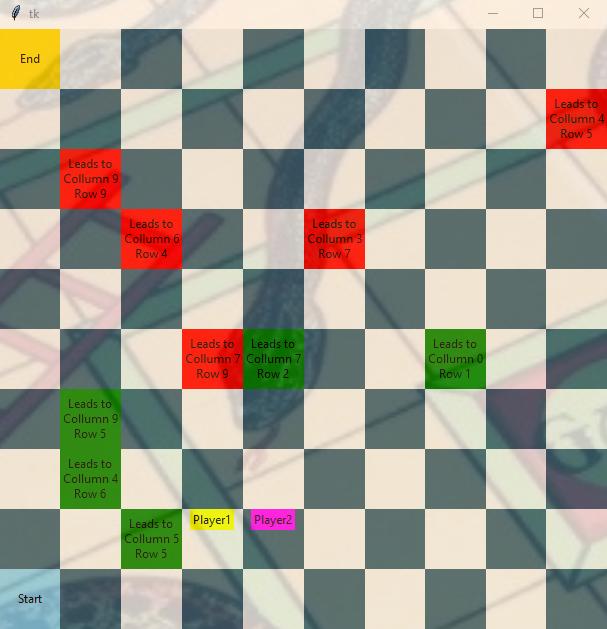 tk
End
Leads to
Collumn 4
Row 5
Leads to
Collumn 9
Row 9
Leads to
Collumn 6
Row 4
Leads to
Collumn 3
Row 7
Leads to
Collumn 7
Row 9
Leads to
Collumn 7
Row 2
Leads to
Collumn 0
Row 1
Leads to
Collumn 9
Row 5
Leads to
Collumn 4
Row 6
Leads to
Collumn 5
Row 5
Player1
Player2
Start